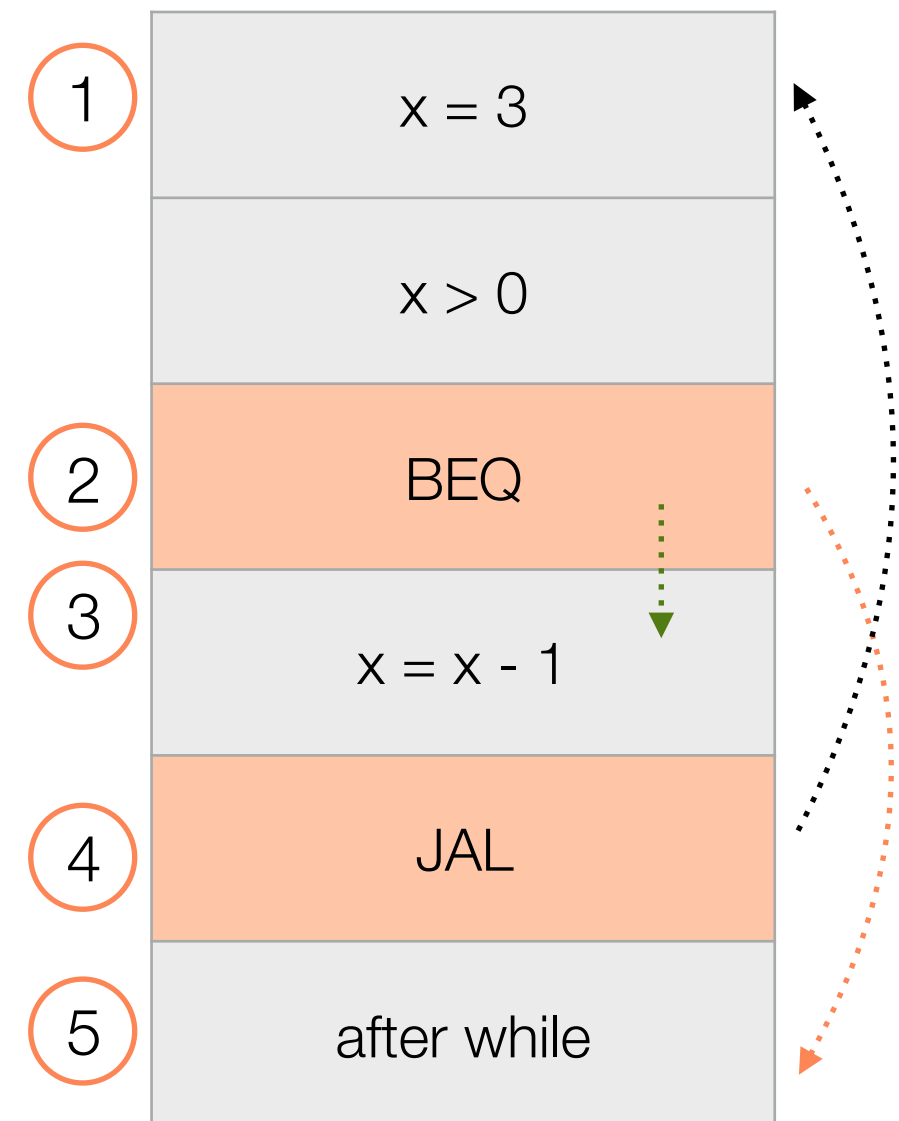 1
x = 3
x > 0
2
BEQ
3
x = x - 1
4
JAL
5
after while